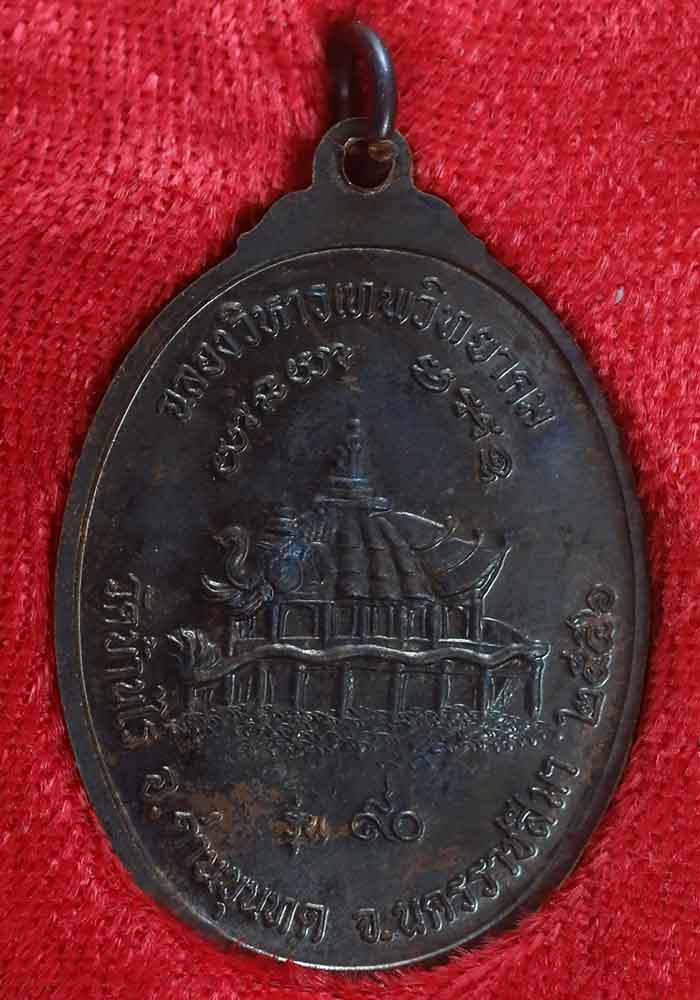 ฉลองวิหารเทพวิทยาคม
วัดบ้านไร่ อ.ด่านขุนทด จ.นครราชสีมา ๒๕๕๖
รุ่น ๙๐